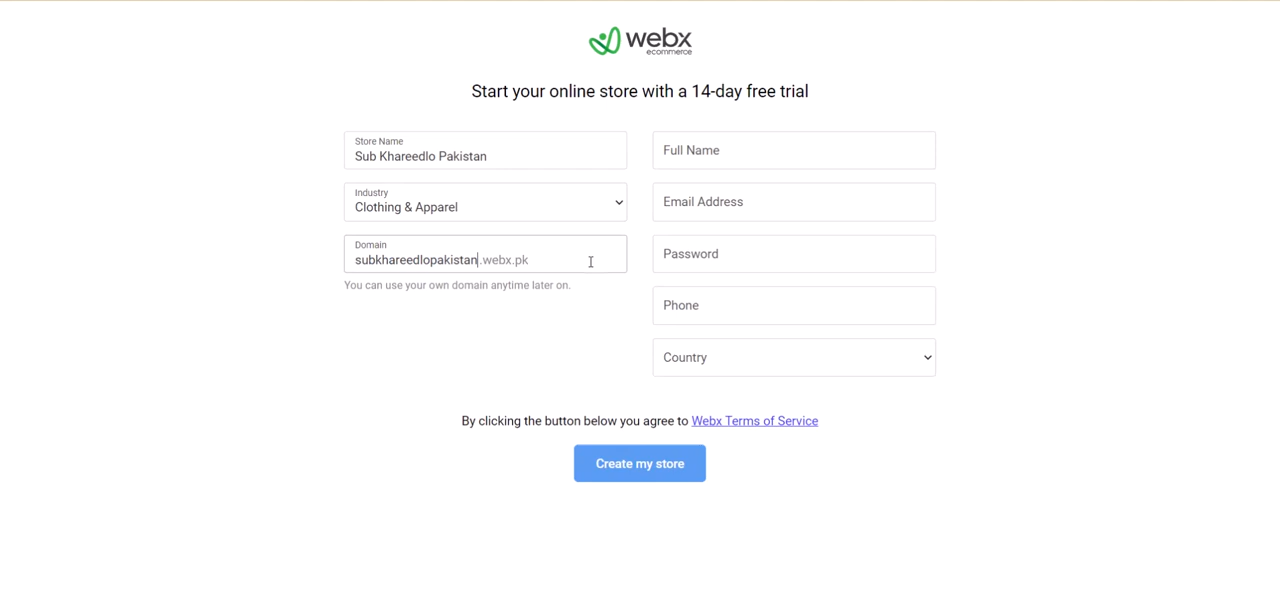 webx
ecommerce
Start your online store with a 14-day free trial
Store Name
Sub Khareedlo Pakistan
Industry
Clothing & Apparel
Domain
subkhareedlopakistan.webx.pk
You can use your own domain anytime later on.
Full Name
Email Address
Password
Phone
Country
By clicking the button below you agree to Webx Terms of Service
Create my store